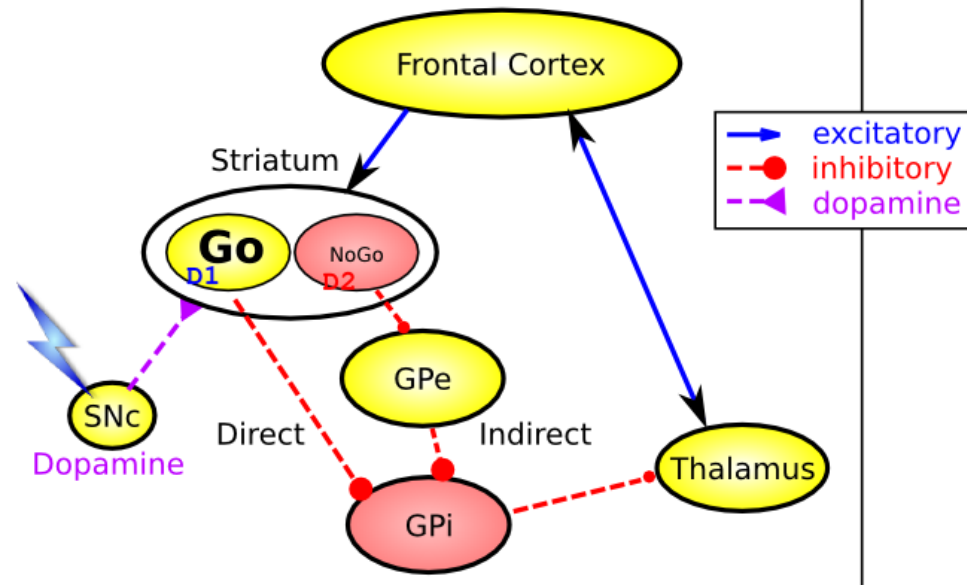 Frontal Cortex
excitatory
inhibitory
dopamine
Striatum
Go
D1
NoGo
D2
GPe
SNc
Dopamine
Direct
Indirect
Thalamus
GPi